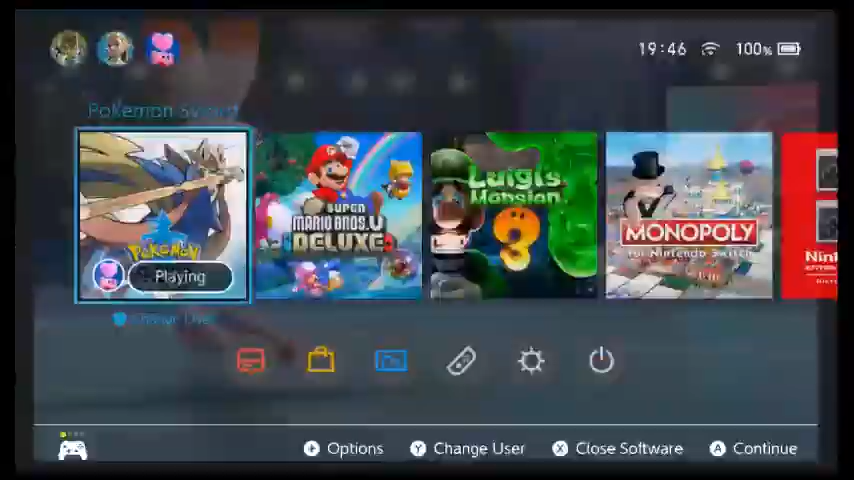 19:46 100%
Pokémon Sword
POKÉMON
Playing
SUPER
MARIO BROS.U
DELUXE
Luigi's
Mansion
3
MONOPOLY
for Nintendo Switch
Options
Change User
Close Software
Continue